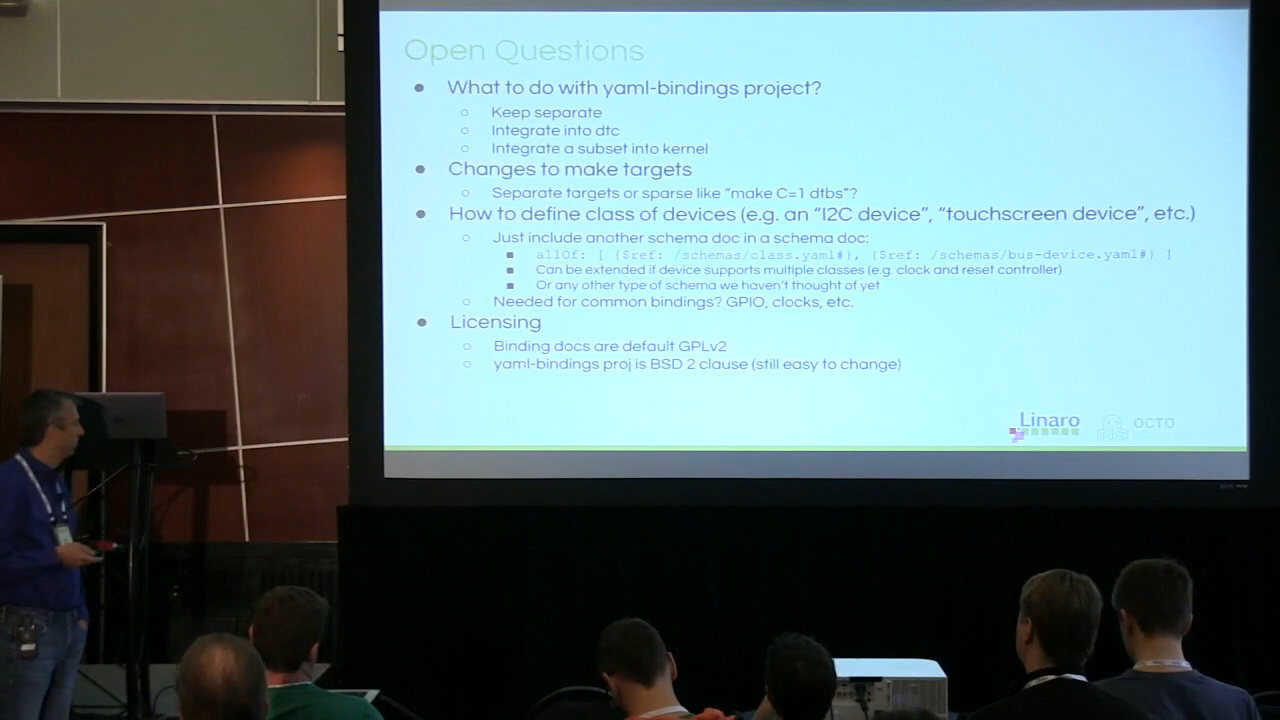 Open Questions
What to do with yaml-bindings project?
Keep separate
Integrate into dtc
Integrate a subset into kernel
Changes to make targets
Separate targets or sparse like "make C=1 dtbs"?
How to define class of devices (e.g. an "I2C device", "touchscreen device", etc.)
Just include another schema doc in a schema doc:
allOf: [ {$ref: /schemas/class.yaml#}, {$ref: /schemas/bus-device.yaml#} ]
Can be extended if device supports multiple classes (e.g. clock and reset controller)
Or any other type of schema we haven't thought of yet
Needed for common bindings? GPIO, clocks, etc.
Licensing
Binding docs are default GPLv2
yaml-bindings proj is BSD 2 clause (still easy to change)
Linaro
OCTO